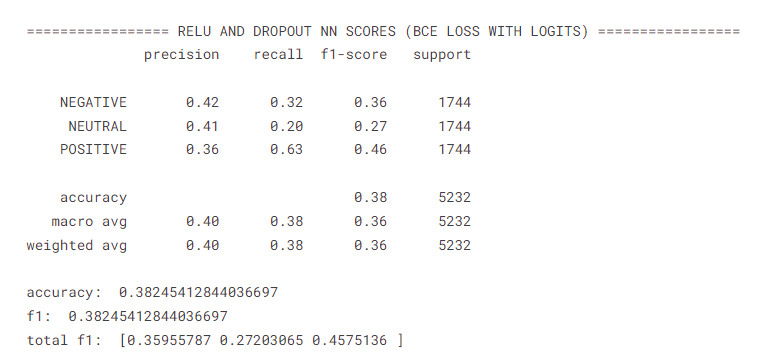 ================= RELU AND DROPOUT NN SCORES (BCE LOSS WITH LOGITS) =================
precision recall f1-score support
NEGATIVE 0.42 0.32 0.36 1744
NEUTRAL 0.41 0.20 0.27 1744
POSITIVE 0.36 0.63 0.46 1744
accuracy 0.38 5232
macro avg 0.40 0.38 0.36 5232
weighted avg 0.40 0.38 0.36 5232
accuracy: 0.38245412844036697
f1: 0.38245412844036697
total f1: [0.35955787 0.27203065 0.4575136 ]